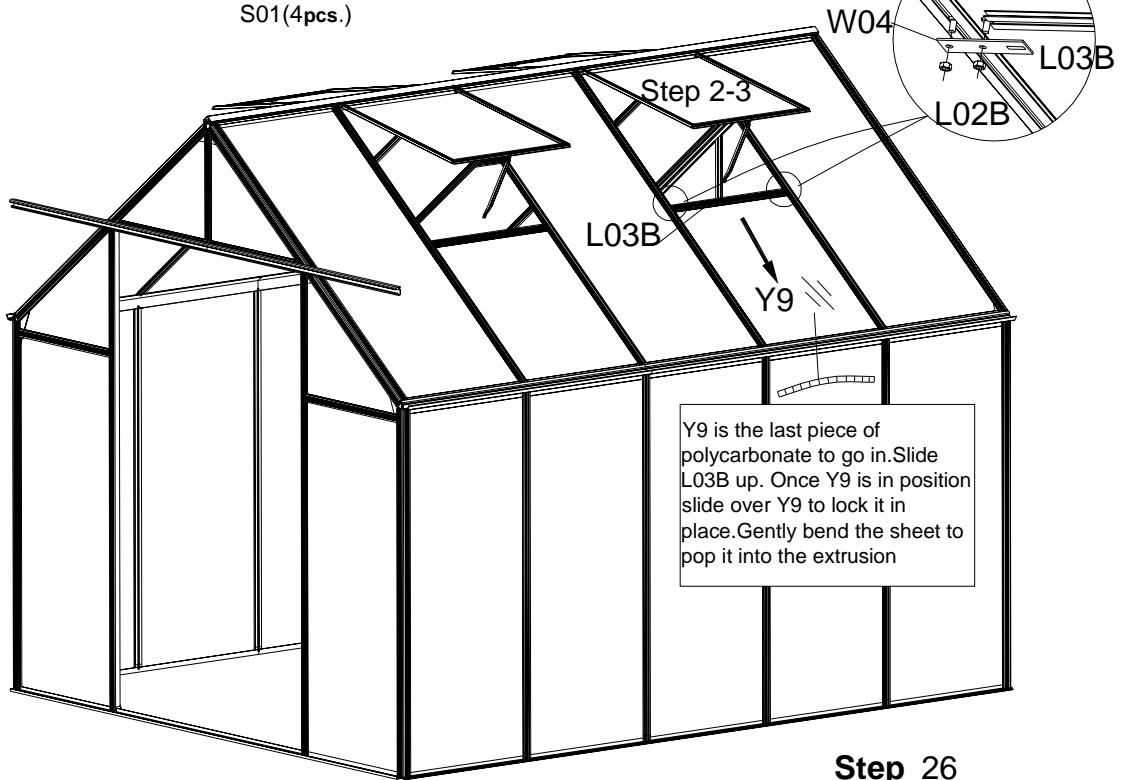 S01(4pcs.)
W04
L03B
Step 2-3
L02B
L03B
Y9
Y9 is the last piece of
polycarbonate to go in.Slide
L03B up. Once Y9 is in position
slide over Y9 to lock it in
place.Gently bend the sheet to
pop it into the extrusion
Step 26